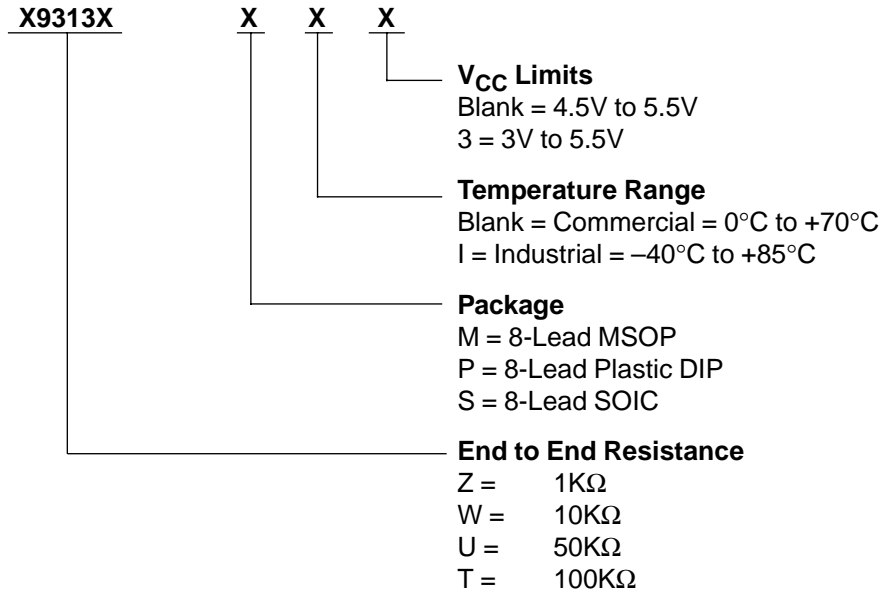 X9313X X X X
V_CC Limits
Blank = 4.5V to 5.5V
3 = 3V to 5.5V
Temperature Range
Blank = Commercial = 0°C to +70°C
I = Industrial = –40°C to +85°C
Package
M = 8-Lead MSOP
P = 8-Lead Plastic DIP
S = 8-Lead SOIC
End to End Resistance
Z = 1KΩ
W = 10KΩ
U = 50KΩ
T = 100KΩ